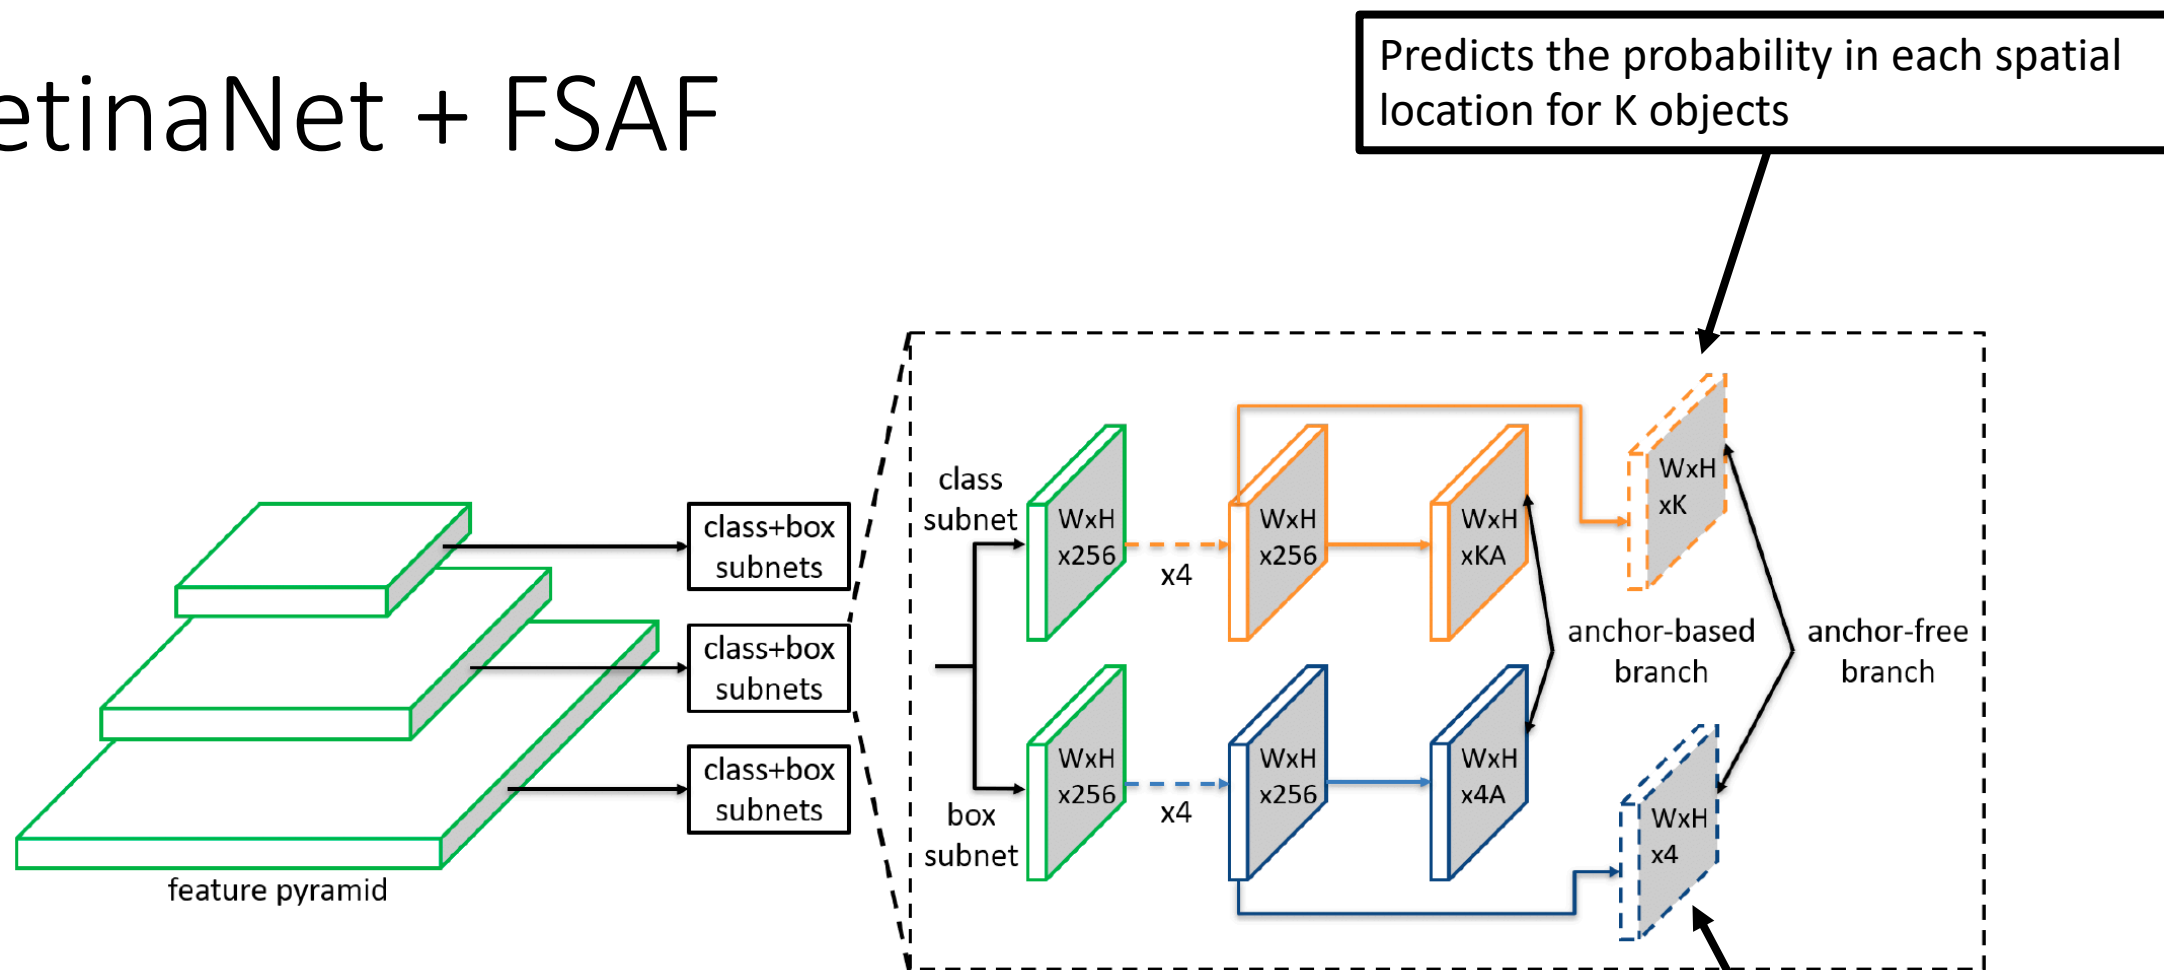 etinaNet + FSAF
Predicts the probability in each spatial
location for K objects
class+box
subnets
class+box
subnets
class+box
subnets
feature pyramid
class
subnet
WxH
x256
x4
WxH
x256
WxH
xKA
WxH
xK
anchor-based
branch
anchor-free
branch
box
subnet
WxH
x256
x4
WxH
x256
WxH
x4A
WxH
x4